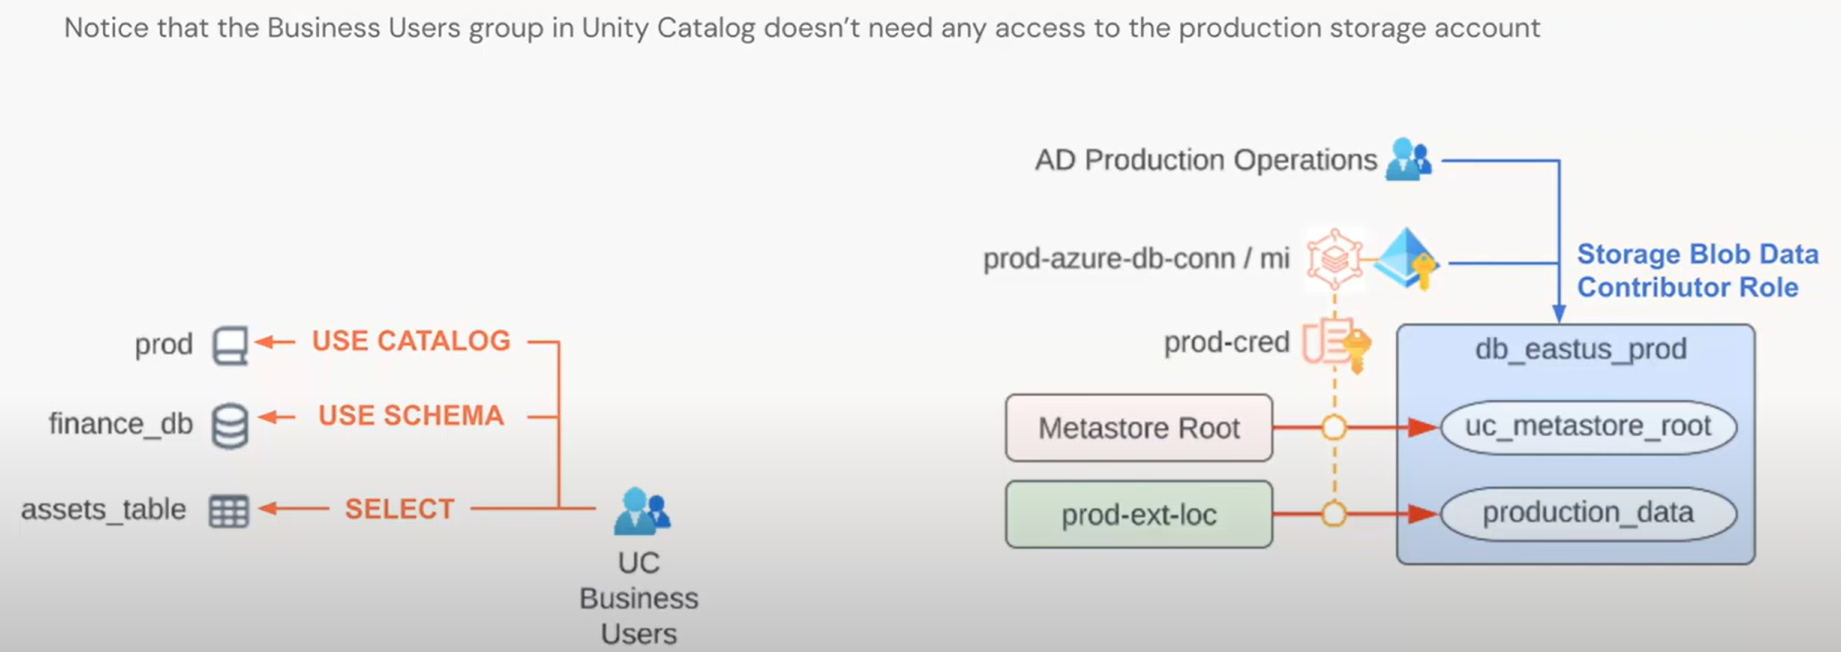 Notice that the Business Users group in Unity Catalog doesn’t need any access to the production storage account
AD Production Operations
prod-azure-db-conn / mi
Storage Blob Data
Contributor Role
prod
USE CATALOG
prod-cred
db_eastus_prod
finance_db
USE SCHEMA
Metastore Root
uc_metastore_root
assets_table
SELECT
prod-ext-loc
production_data
UC
Business
Users